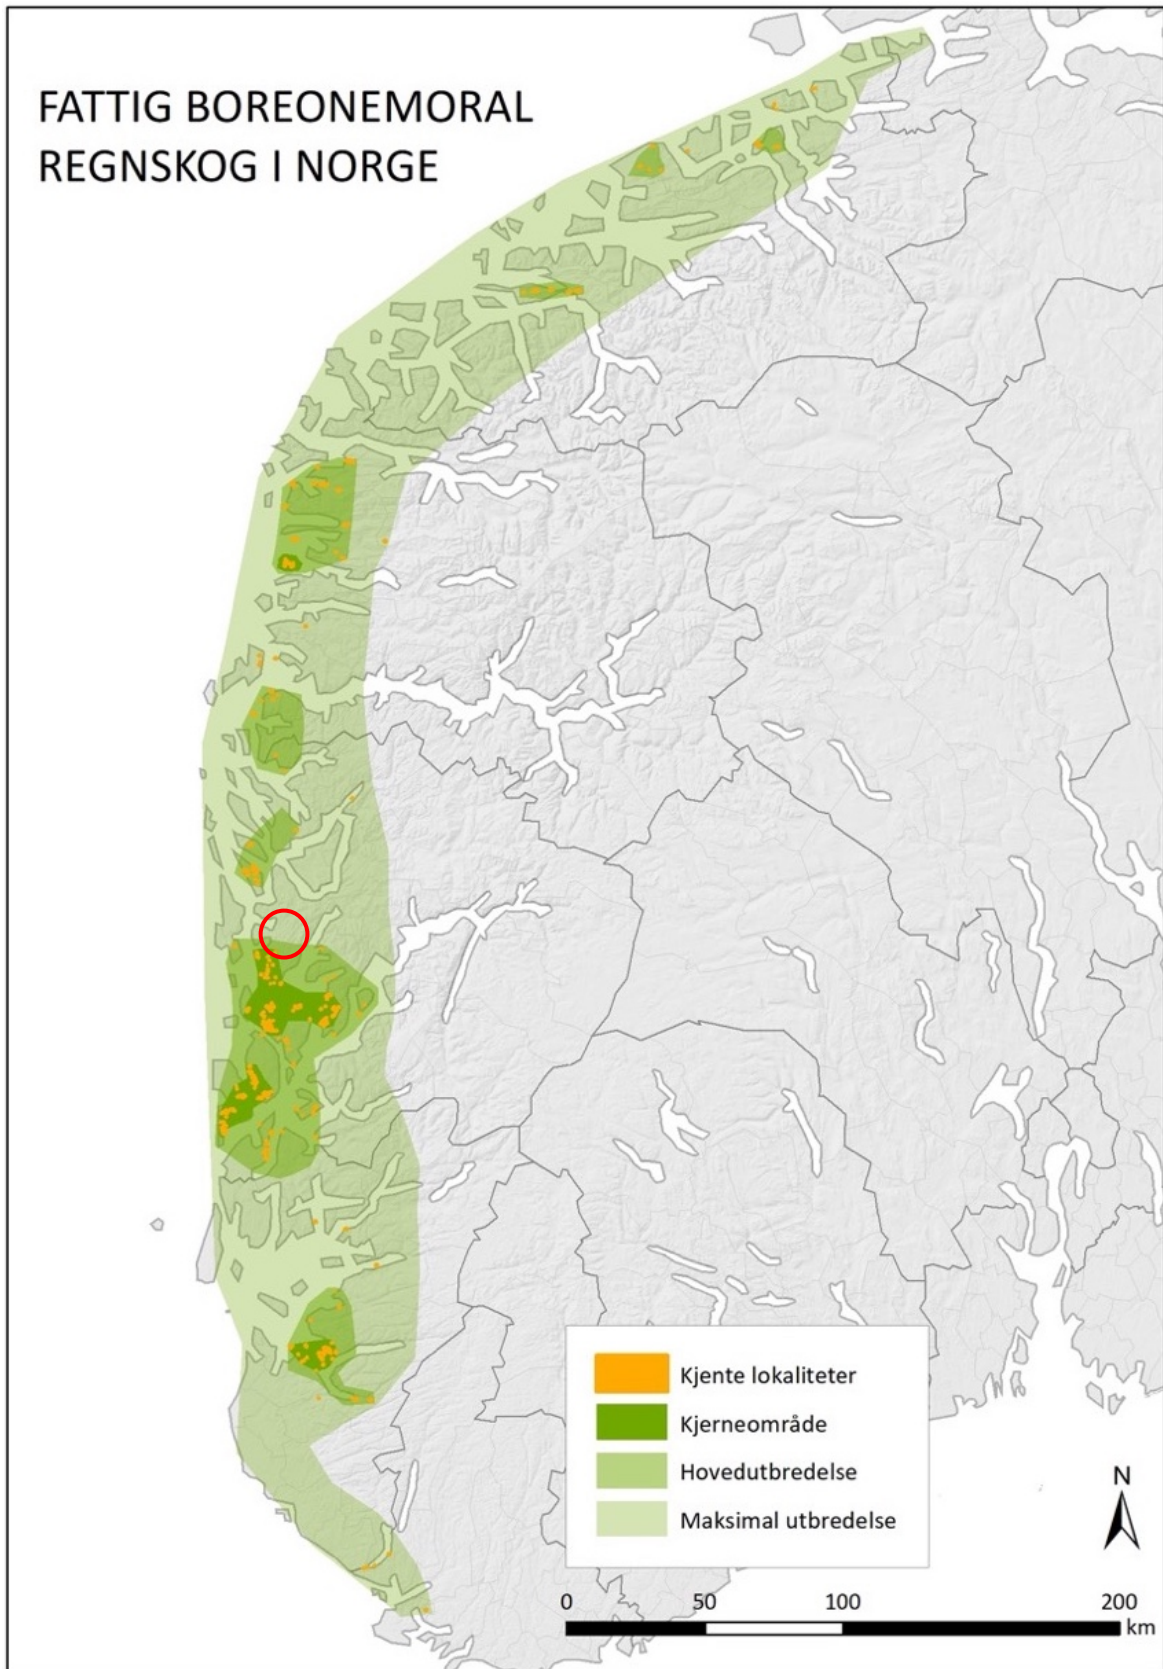 FATTIG BOREONEMORAL
REGNSKOG I NORGE
Kjente lokaliteter
Kjerneområde
Hovedutbredelse
Maksimal utbredelse
N
0 50 100 200
km